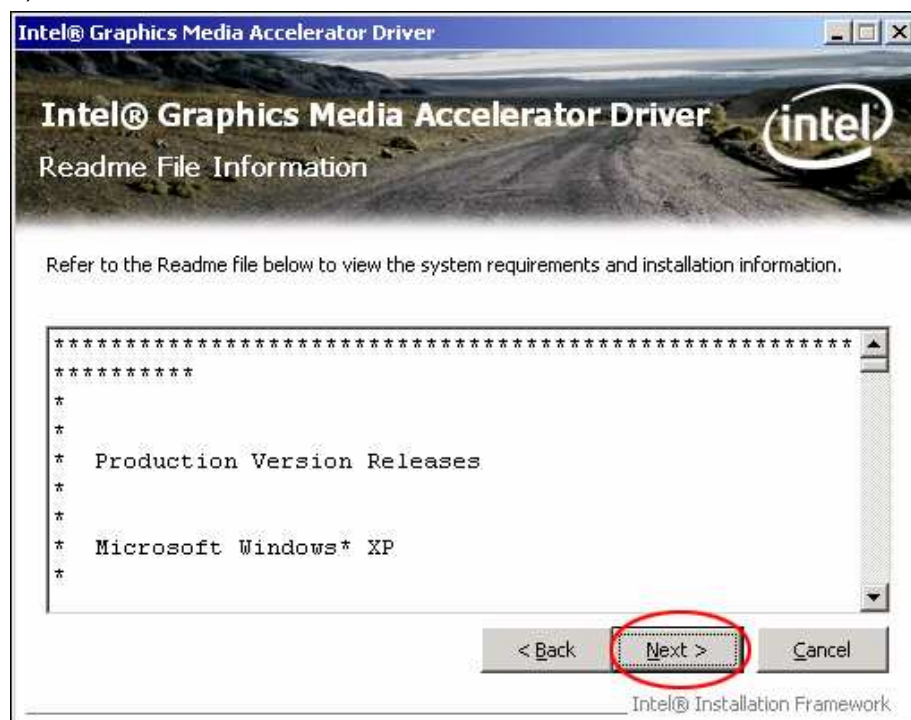 Intel® Graphics Media Accelerator Driver
Intel® Graphics Media Accelerator Driver
intel
Readme File Information
Refer to the Readme file below to view the system requirements and installation information.
*********************************************************
**********
*
*
* Production Version Releases
*
*
* Microsoft Windows* XP
*
< Back
Next >
Cancel
Intel® Installation Framework